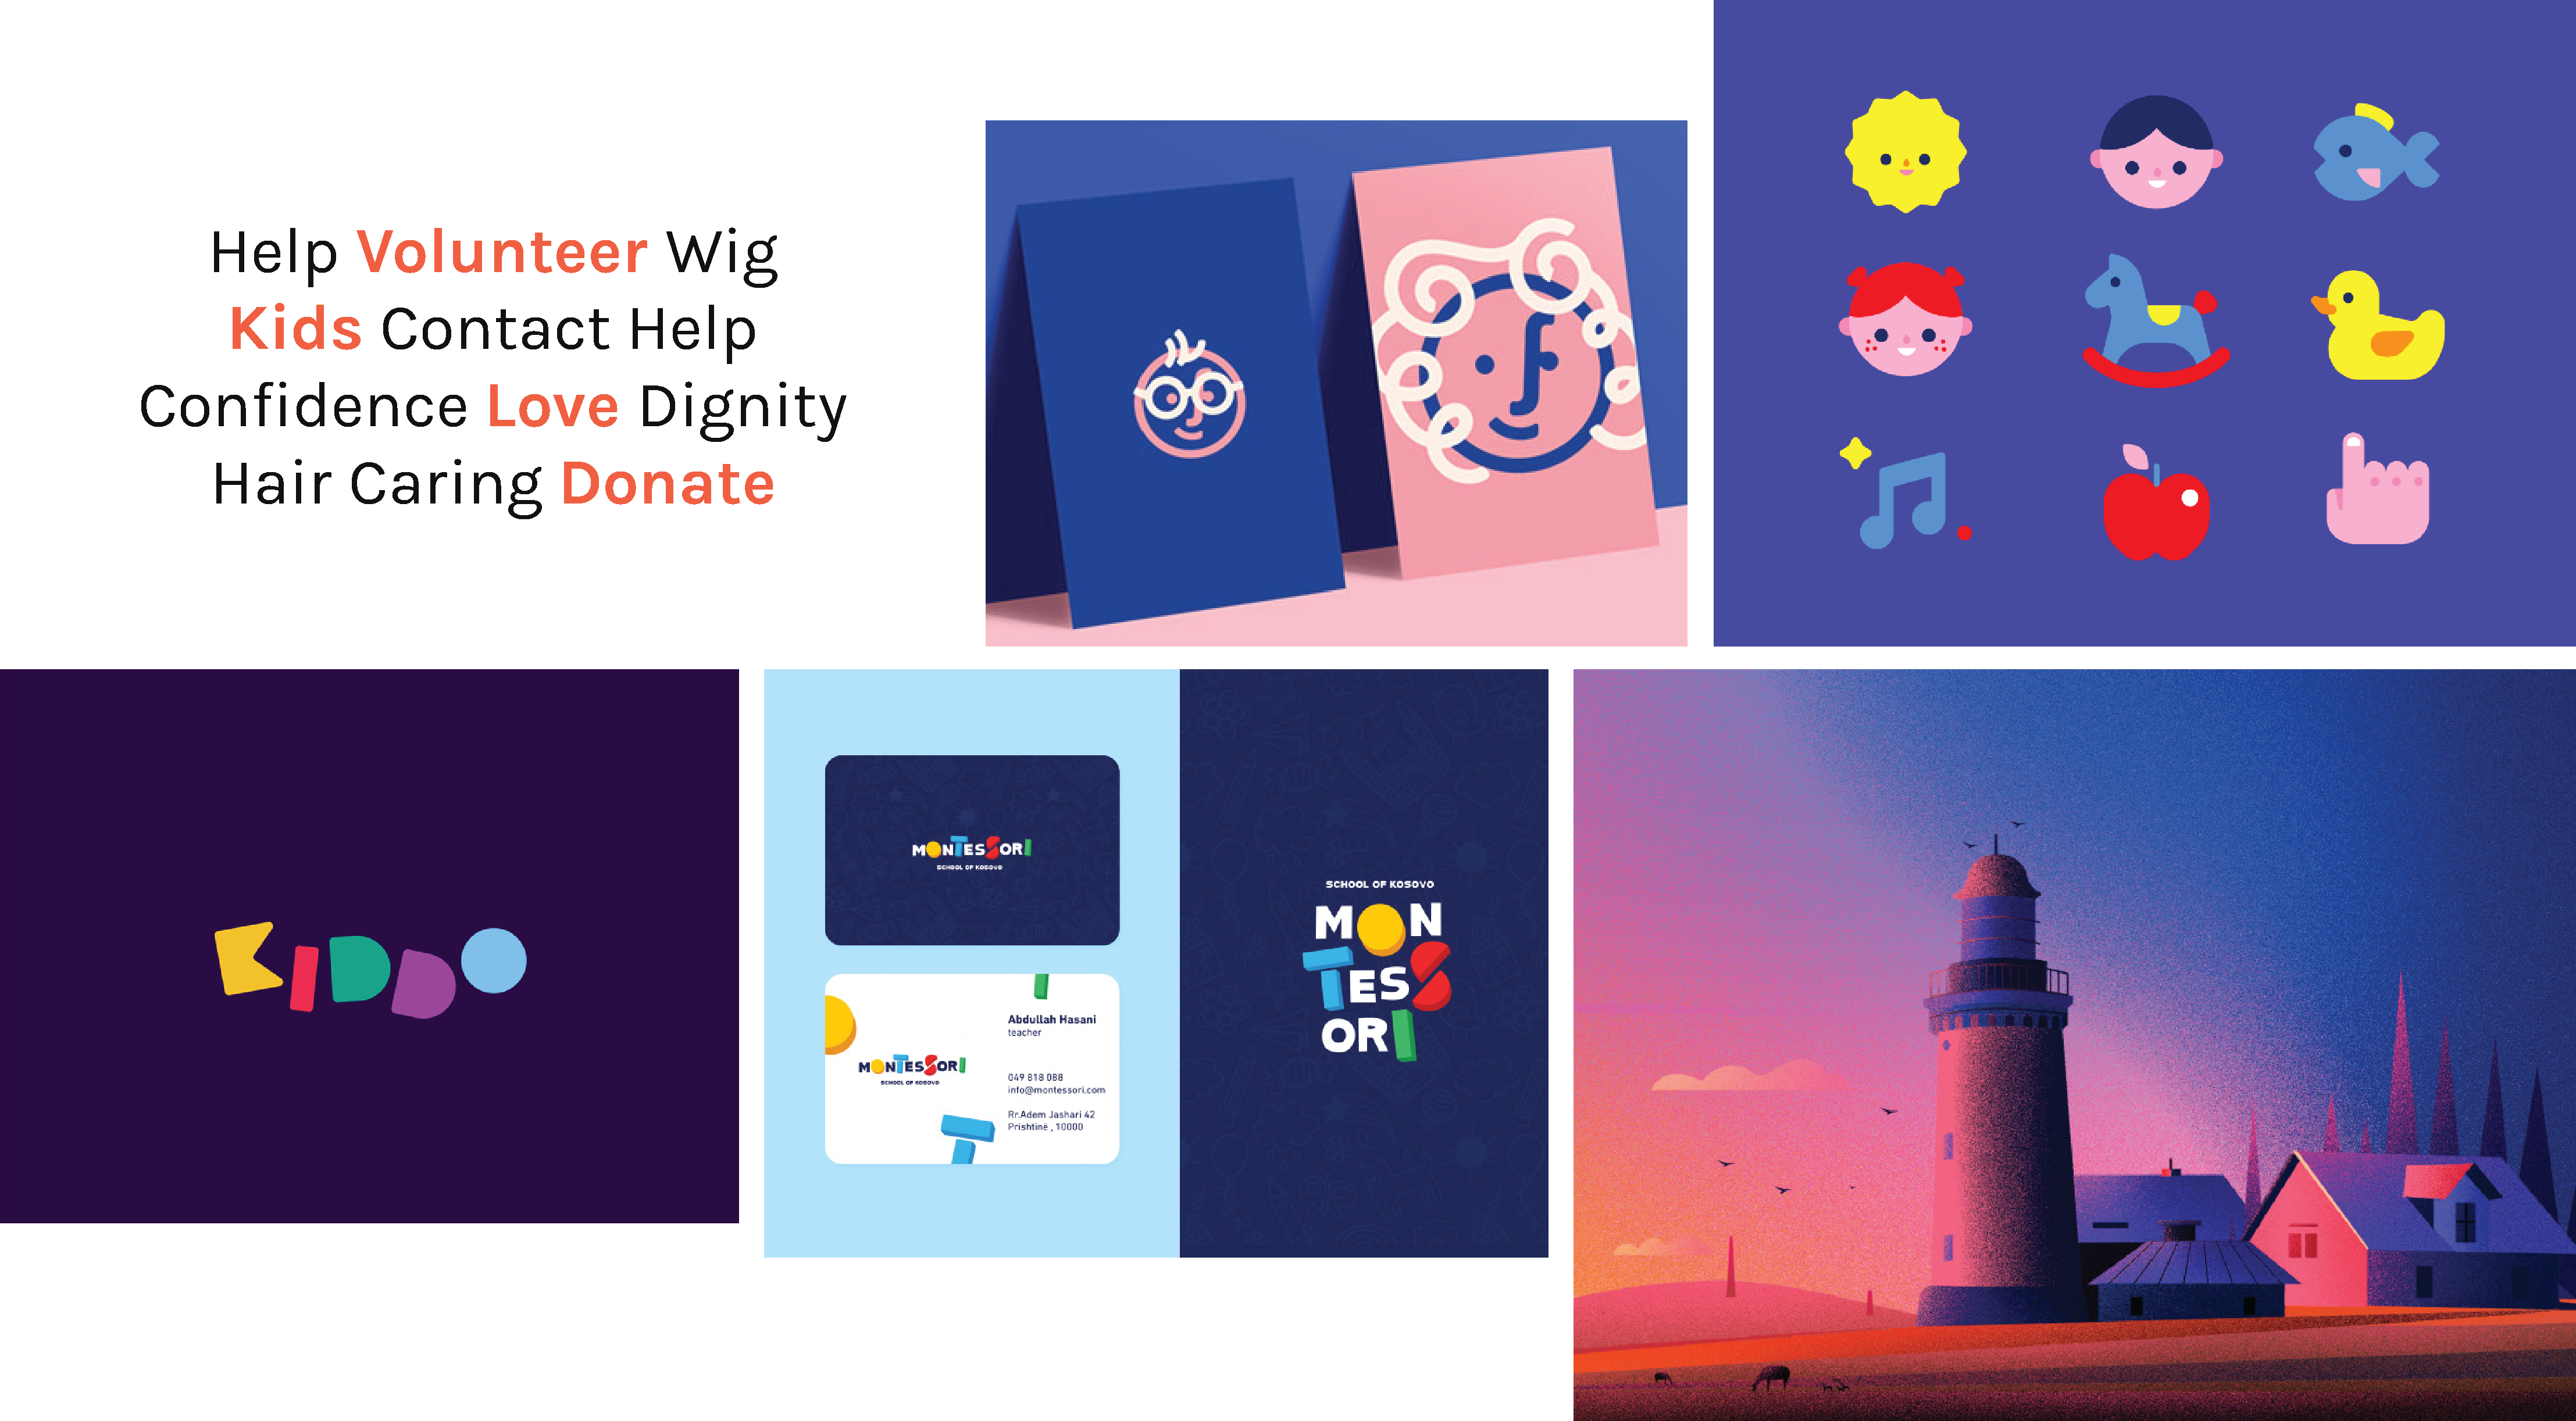 Help Volunteer Wig
Kids Contact Help
Confidence Love Dignity
Hair Caring Donate
KIDDO
MONTESSORI
SCHOOL OF KOSOVO
MONTESSORI
SCHOOL OF KOSOVO
Abdullah Hasani
teacher
049 818 088
info@montessori.com
Rr.Adem Jashari 42
Prishtinë , 10000
T
SCHOOL OF KOSOVO
MON
TESS
ORI